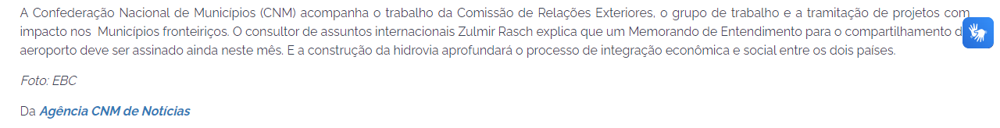 A Confederação Nacional de Municípios (CNM) acompanha o trabalho da Comissão de Relações Exteriores, o grupo de trabalho e a tramitação de projetos com
impacto nos Municípios fronteiriços. O consultor de assuntos internacionais Zulmir Rasch explica que um Memorando de Entendimento para o compartilhamento
aeroporto deve ser assinado ainda neste mês. E a construção da hidrovia aprofundará o processo de integração econômica e social entre os dois países.
Foto: EBC
Da Agência CNM de Notícias